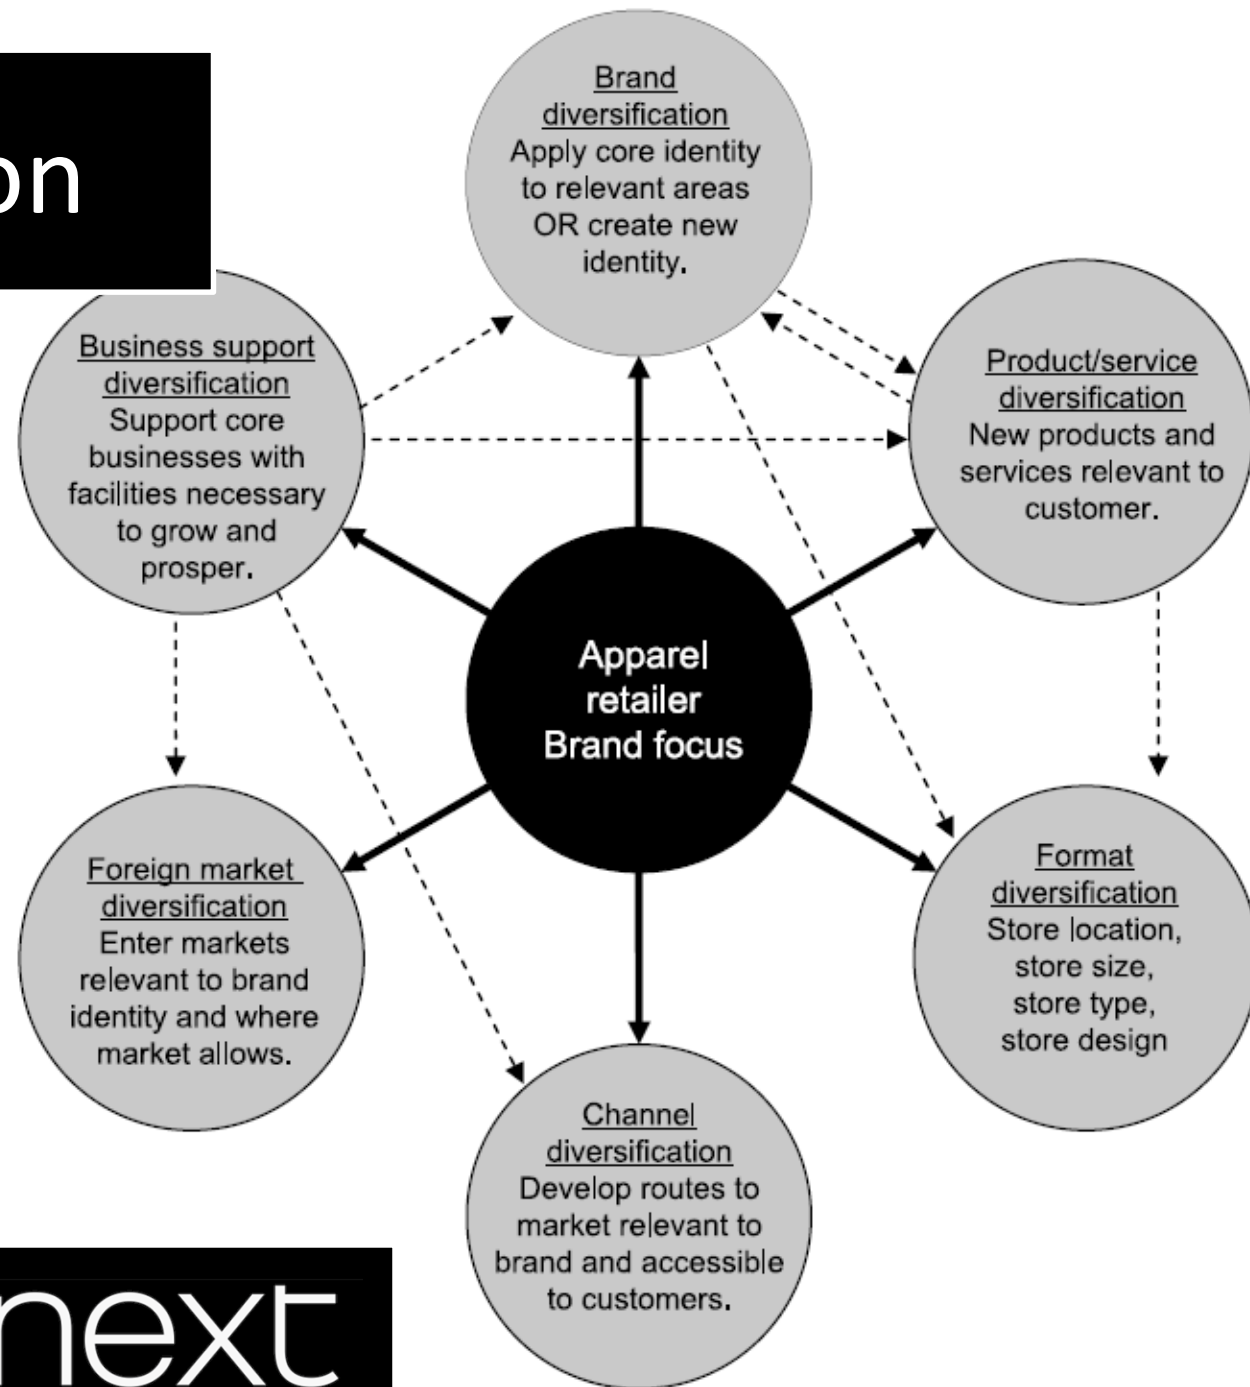 on
Brand
diversification
Apply core identity
to relevant areas
OR create new
identity.
Business support
diversification
Support core
businesses with
facilities necessary
to grow and
prosper.
Product/service
diversification
New products and
services relevant to
customer.
Apparel
retailer
Brand focus
Foreign market
diversification
Enter markets
relevant to brand
identity and where
market allows.
Format
diversification
Store location,
store size,
store type,
store design
Channel
diversification
Develop routes to
market relevant to
brand and accessible
to customers.
next